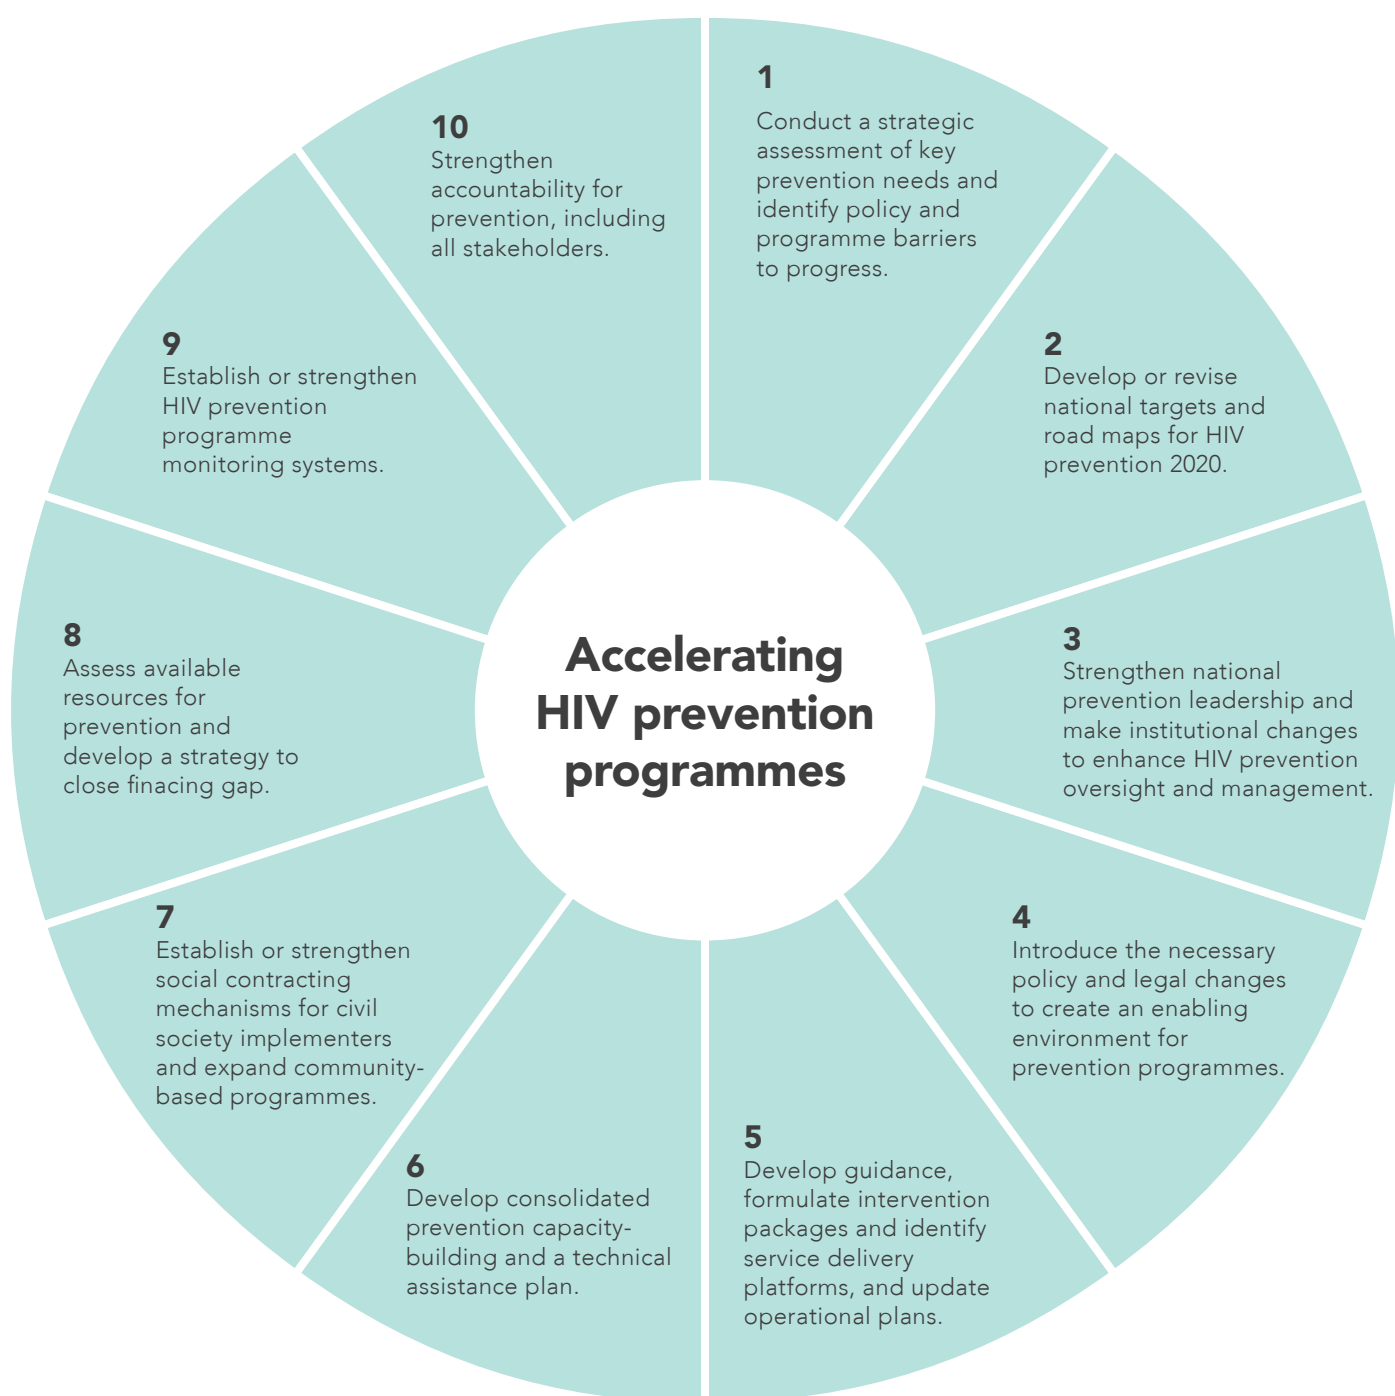 Accelerating
HIV prevention
programmes
1
Conduct a strategic
assessment of key
prevention needs and
identify policy and
programme barriers
to progress.
2
Develop or revise
national targets and
road maps for HIV
prevention 2020.
3
Strengthen national
prevention leadership and
make institutional changes
to enhance HIV prevention
oversight and management.
4
Introduce the necessary
policy and legal changes
to create an enabling
environment for
prevention programmes.
5
Develop guidance,
formulate intervention
packages and identify
service delivery
platforms, and update
operational plans.
6
Develop consolidated
prevention capacity-
building and a technical
assistance plan.
7
Establish or strengthen
social contracting
mechanisms for civil
society implementers
and expand community-
based programmes.
8
Assess available
resources for
prevention and
develop a strategy to
close finacing gap.
9
Establish or strengthen
HIV prevention
programme
monitoring systems.
10
Strengthen
accountability for
prevention, including
all stakeholders.